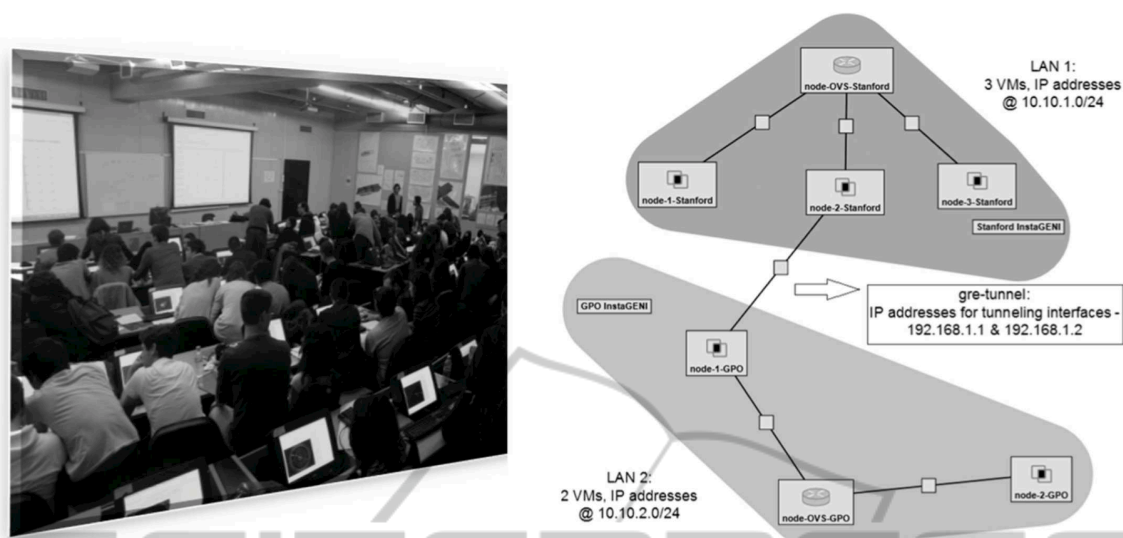 node-OVS-Stanford
LAN 1:
3 VMs, IP addresses
@ 10.10.1.0/24
node-1-Stanford
node-2-Stanford
node-3-Stanford
Stanford InstaGENI
GPO InstaGENI
gre-tunnel:
IP addresses for tunneling interfaces -
192.168.1.1 & 192.168.1.2
node-1-GPO
LAN 2:
2 VMs, IP addresses
@ 10.10.2.0/24
node-OVS-GPO
node-2-GPO